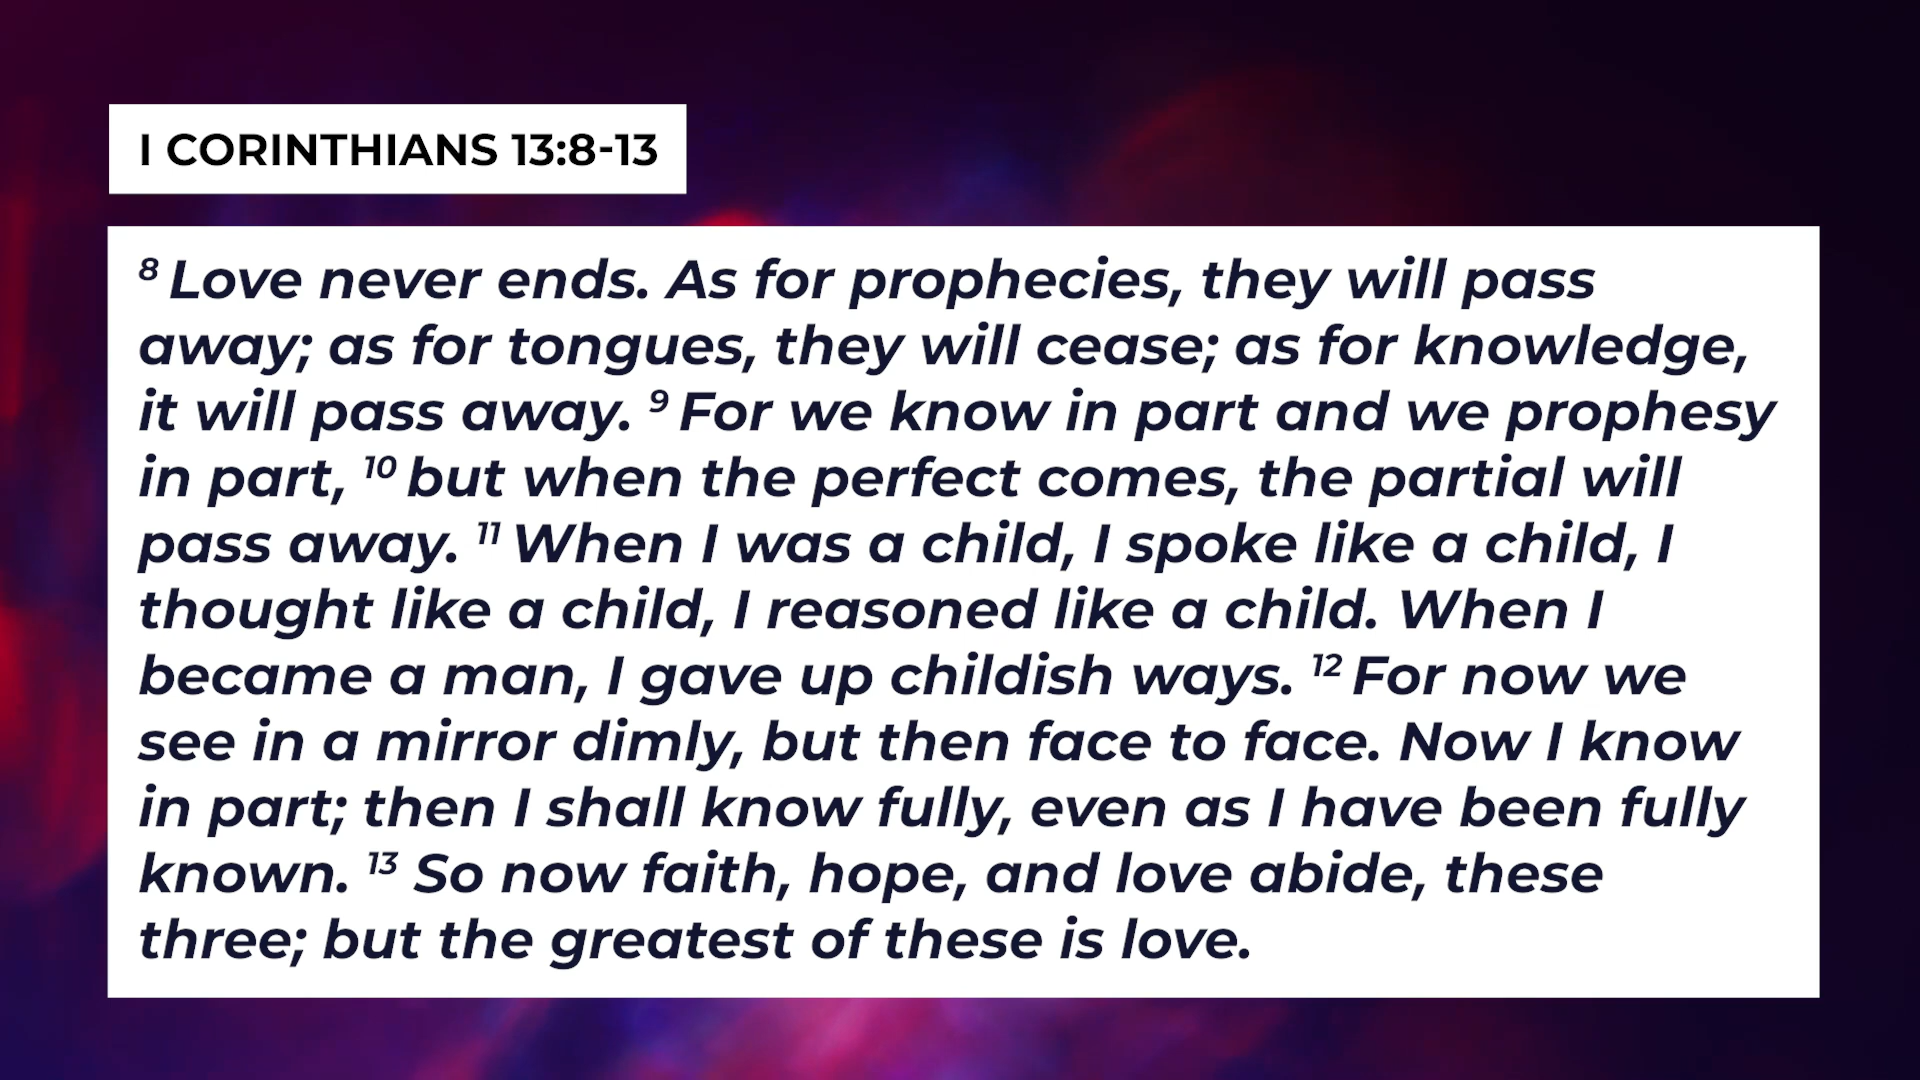 I CORINTHIANS 13:8-13
8 Love never ends. As for prophecies, they will pass
away; as for tongues, they will cease; as for knowledge,
it will pass away. 9 For we know in part and we prophesy
in part, 10 but when the perfect comes, the partial will
pass away. 11 When I was a child, I spoke like a child, I
thought like a child, I reasoned like a child. When I
became a man, I gave up childish ways. 12 For now we
see in a mirror dimly, but then face to face. Now I know
in part; then I shall know fully, even as I have been fully
known. 13 So now faith, hope, and love abide, these
three; but the greatest of these is love.